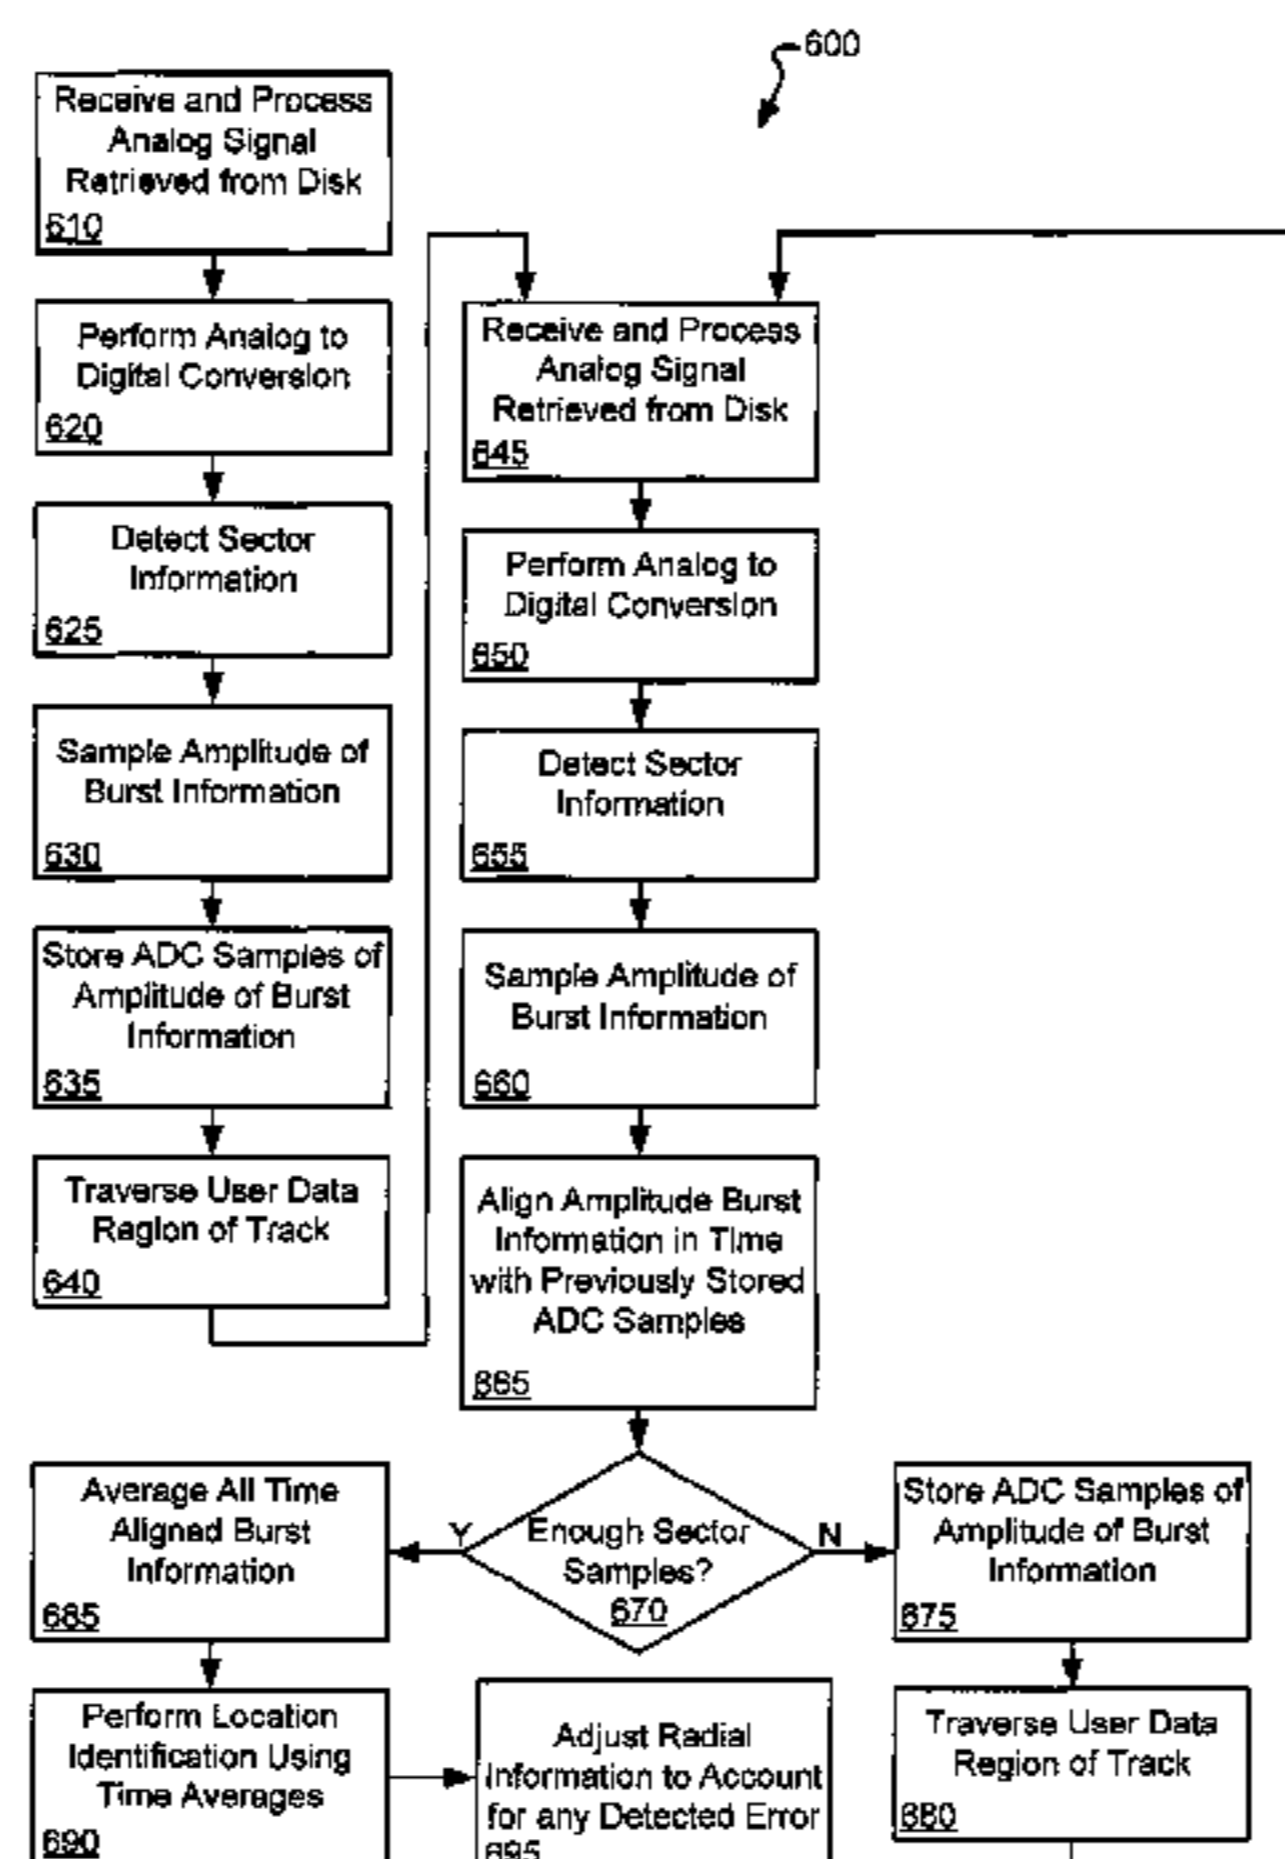 600
Receive and Process
Analog Signal
Retrieved from Disk
610
Perform Analog to
Digital Conversion
620
Detect Sector
Information
625
Sample Amplitude of
Burst Information
630
Store ADC Samples of
Amplitude of Burst
Information
635
Traverse User Data
Region of Track
640
Receive and Process
Analog Signal
Retrieved from Disk
645
Perform Analog to
Digital Conversion
650
Detect Sector
Information
655
Sample Amplitude of
Burst Information
660
Align Amplitude Burst
Information in Time
with Previously Stored
ADC Samples
665
Enough Sector
Samples?
670
Y
N
Average All Time
Aligned Burst
Information
685
Perform Location
Identification Using
Time Averages
690
Adjust Radial
Information to Account
for any Detected Error
695
Store ADC Samples of
Amplitude of Burst
Information
675
Traverse User Data
Region of Track
680